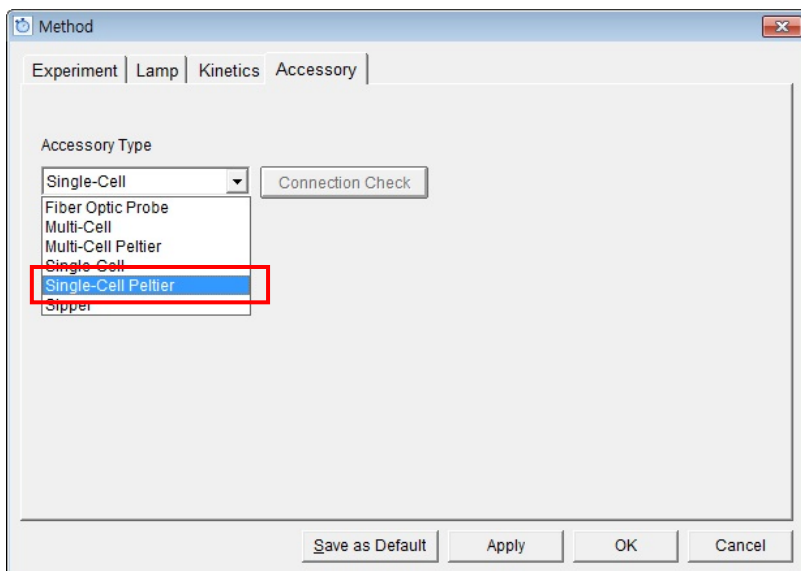 Method
Experiment Lamp Kinetics Accessory
Accessory Type
Single-Cell Connection Check
Fiber Optic Probe
Multi-Cell
Multi-Cell Peltier
Single-Cell
Single-Cell Peltier
Sipper
Save as Default Apply OK Cancel